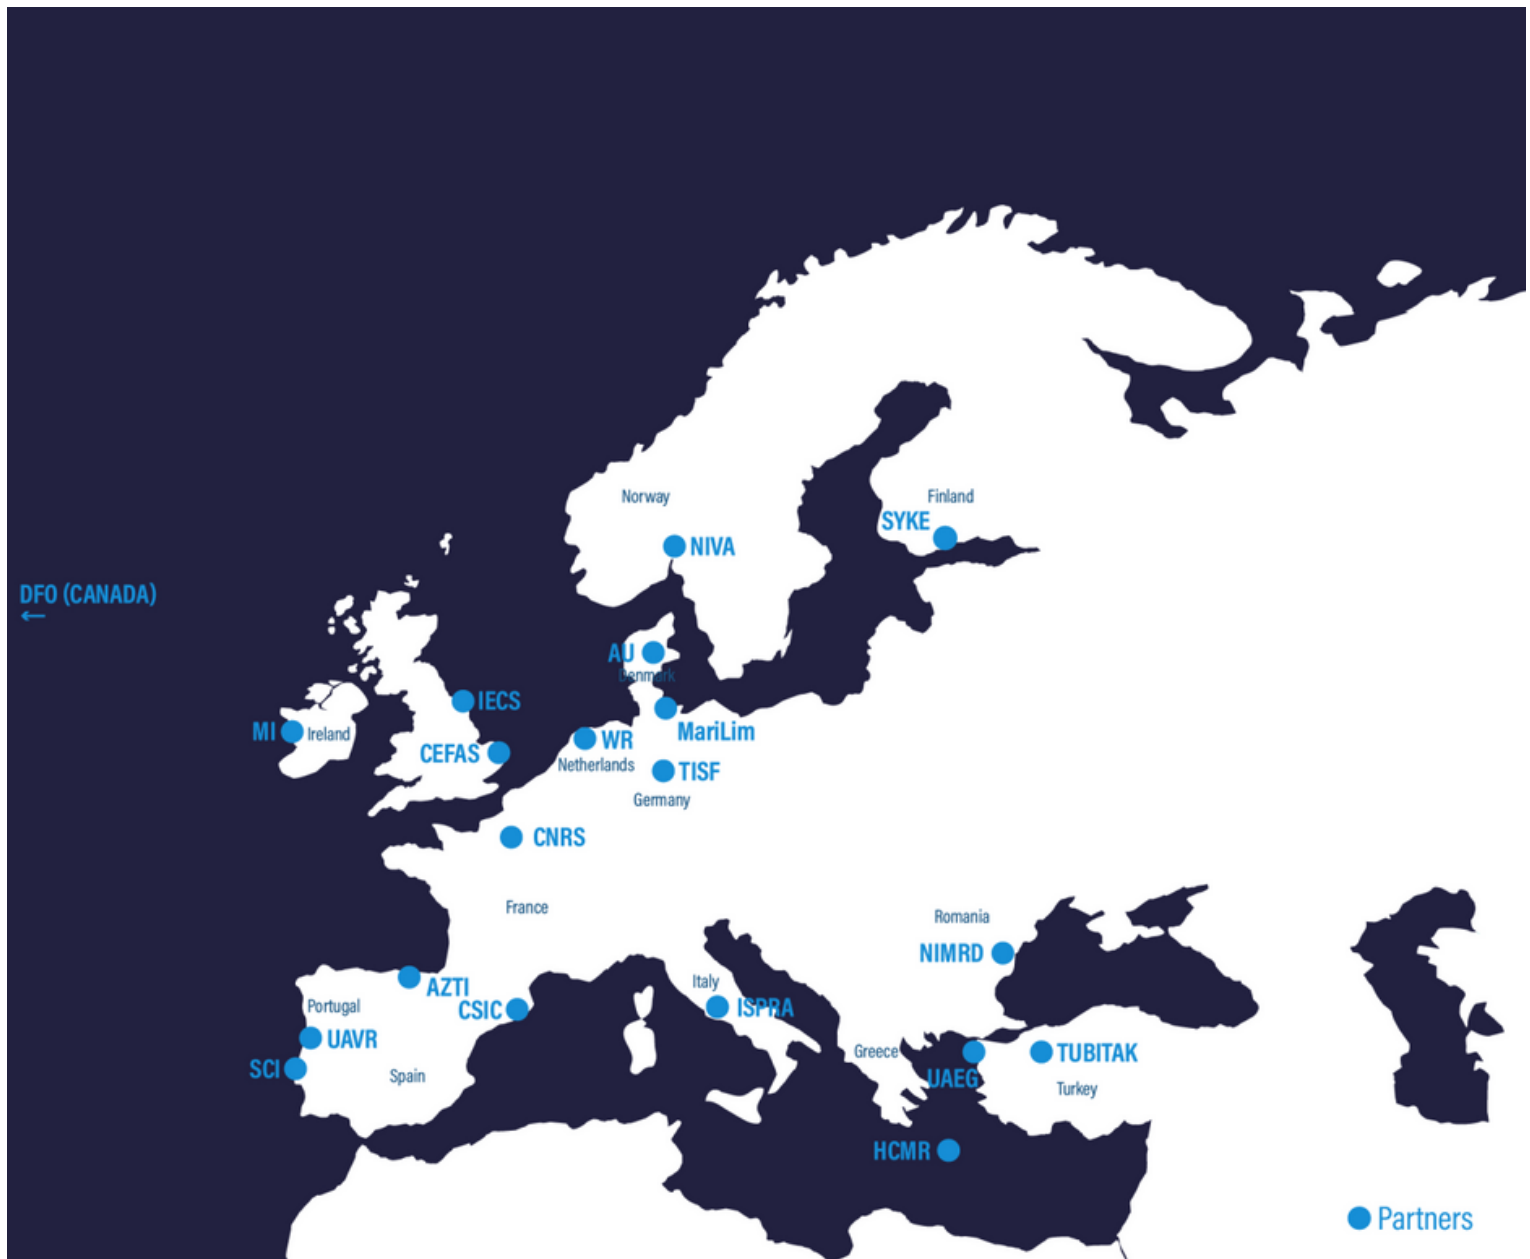 Norway
Finland
SYKE
NIVA
DFO (CANADA)
←
AU
Denmark
IECS
MI
Ireland
MariLim
WR
CEFAS
Netherlands
TISF
Germany
CNRS
France
Romania
NIMRD
AZTI
Italy
CSIC
ISPRA
Portugal
UAVR
Greece
TUBITAK
SCI
Spain
UAEG
Turkey
HCMR
Partners